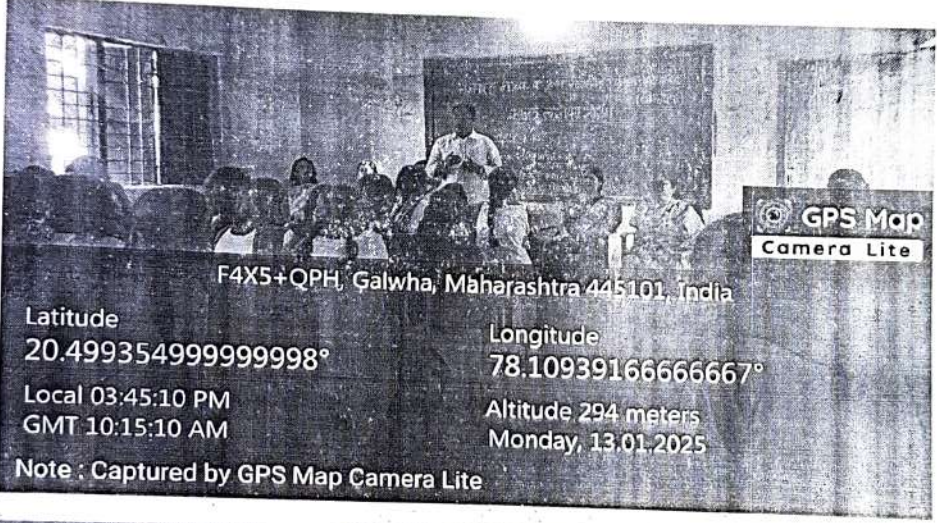 GPS Map
Camera Lite
F4X5+QPH, Galwha, Maharashtra 445101, India
Latitude
20.499354999999998°
Longitude
78.10939166666667°
Local 03:45:10 PM
GMT 10:15:10 AM
Altitude 294 meters
Monday, 13.01.2025
Note : Captured by GPS Map Camera Lite